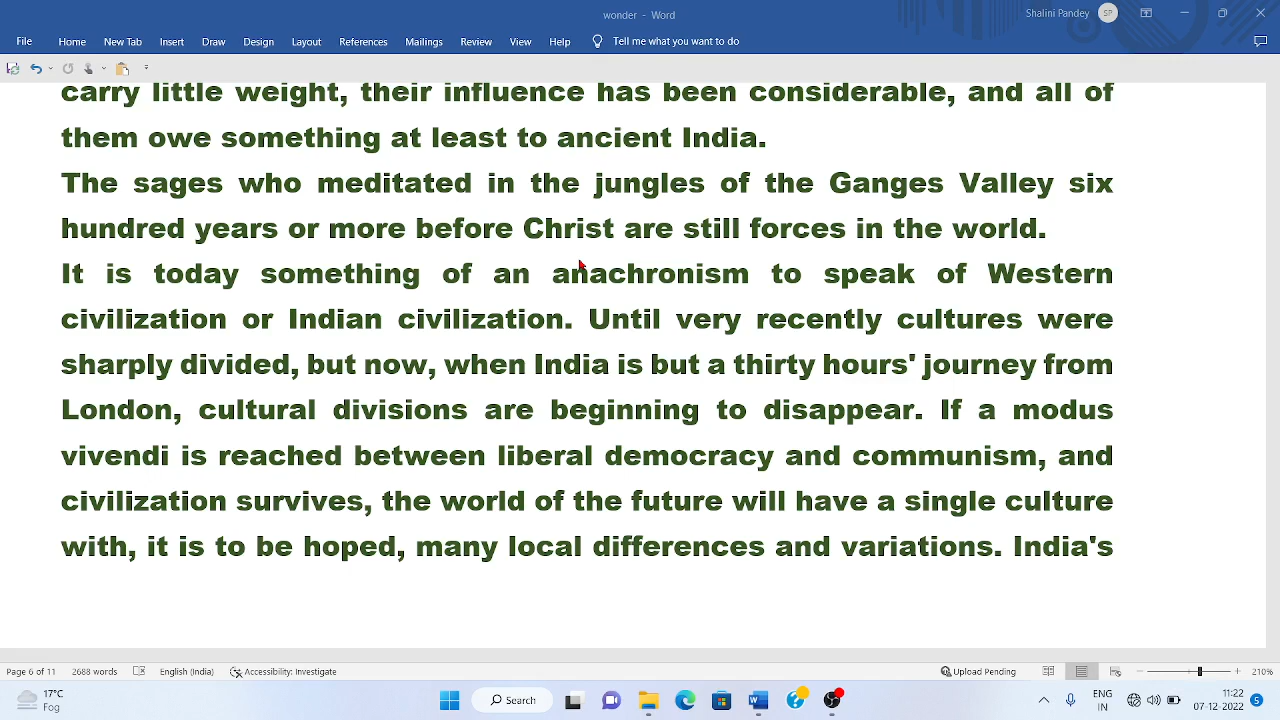 wonder - Word
Shalini Pandey SP
File Home New Tab Insert Draw Design Layout References Mailings Review View Help Tell me what you want to do
carry little weight, their influence has been considerable, and all of
them owe something at least to ancient India.
The sages who meditated in the jungles of the Ganges Valley six
hundred years or more before Christ are still forces in the world.
It is today something of an anachronism to speak of Western
civilization or Indian civilization. Until very recently cultures were
sharply divided, but now, when India is but a thirty hours' journey from
London, cultural divisions are beginning to disappear. If a modus
vivendi is reached between liberal democracy and communism, and
civilization survives, the world of the future will have a single culture
with, it is to be hoped, many local differences and variations. India's
Page 6 of 11 2688 words English (India) Accessibility: Investigate Upload Pending 210%
17°C
Fog
Search
ENG
IN
07-12-2022
5